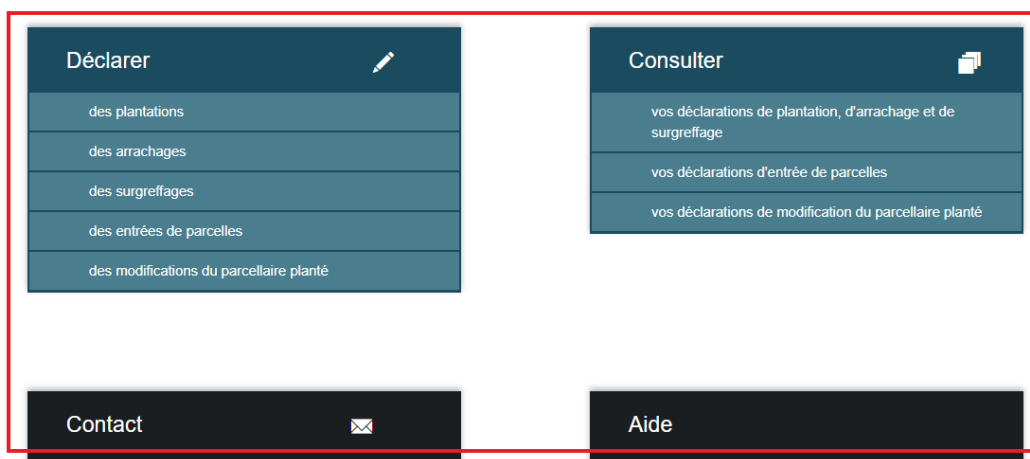 Déclarer
des plantations
des arrachages
des surgreffages
des entrées de parcelles
des modifications du parcellaire planté
Consulter
vos déclarations de plantation, d'arrachage et de
surgreffage
vos déclarations d'entrée de parcelles
vos déclarations de modification du parcellaire planté
Contact
Aide